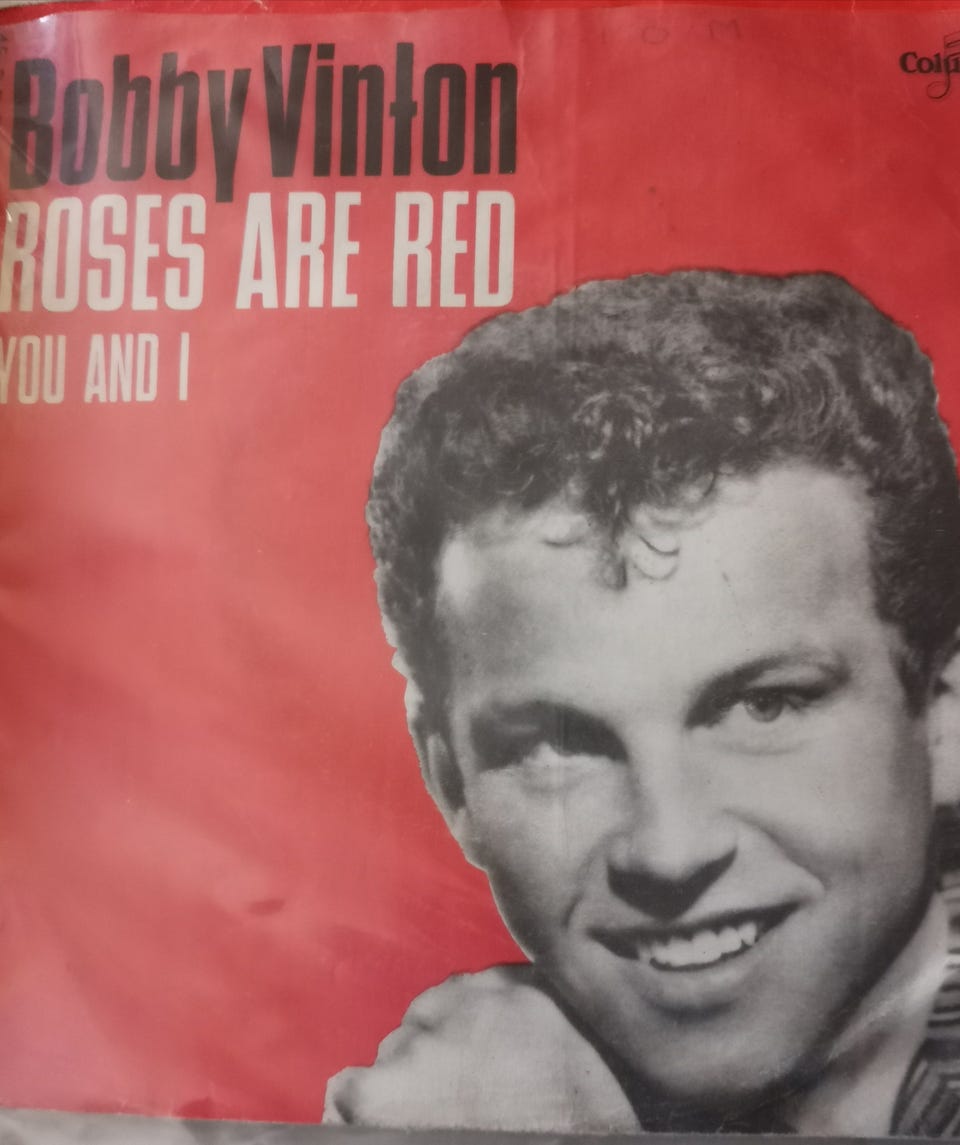 Bobby Vinton
ROSES ARE RED
YOU AND I